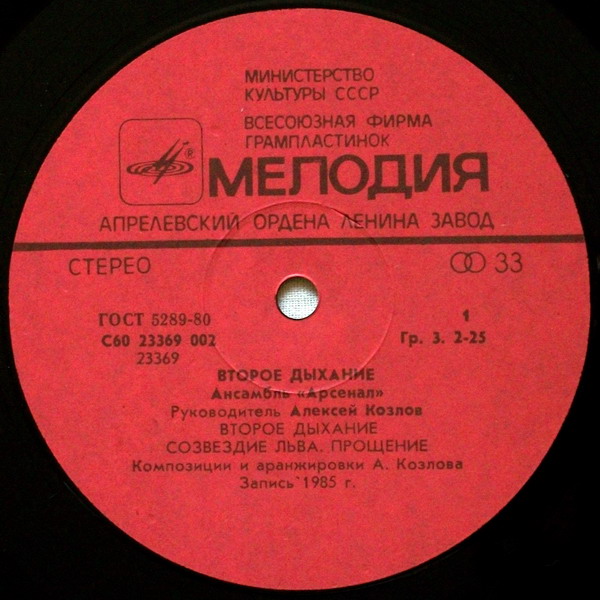 МИНИСТЕРСТВО
КУЛЬТУРЫ СССР
ВСЕСОЮЗНАЯ ФИРМА
ГРАМПЛАСТИНОК
МЕЛОДИЯ
АПРЕЛЕВСКИЙ ОРДЕНА ЛЕНИНА ЗАВОД
СТЕРЕО 33
ГОСТ 5289-80 1
С60 23369 002 Гр. 3. 2-25
23369
ВТОРОЕ ДЫХАНИЕ
Ансамбль «Арсенал»
Руководитель Алексей Козлов
ВТОРОЕ ДЫХАНИЕ
СОЗВЕЗДИЕ ЛЬВА. ПРОЩЕНИЕ
Композиции и аранжировки А. Козлова
Запись 1985 г.